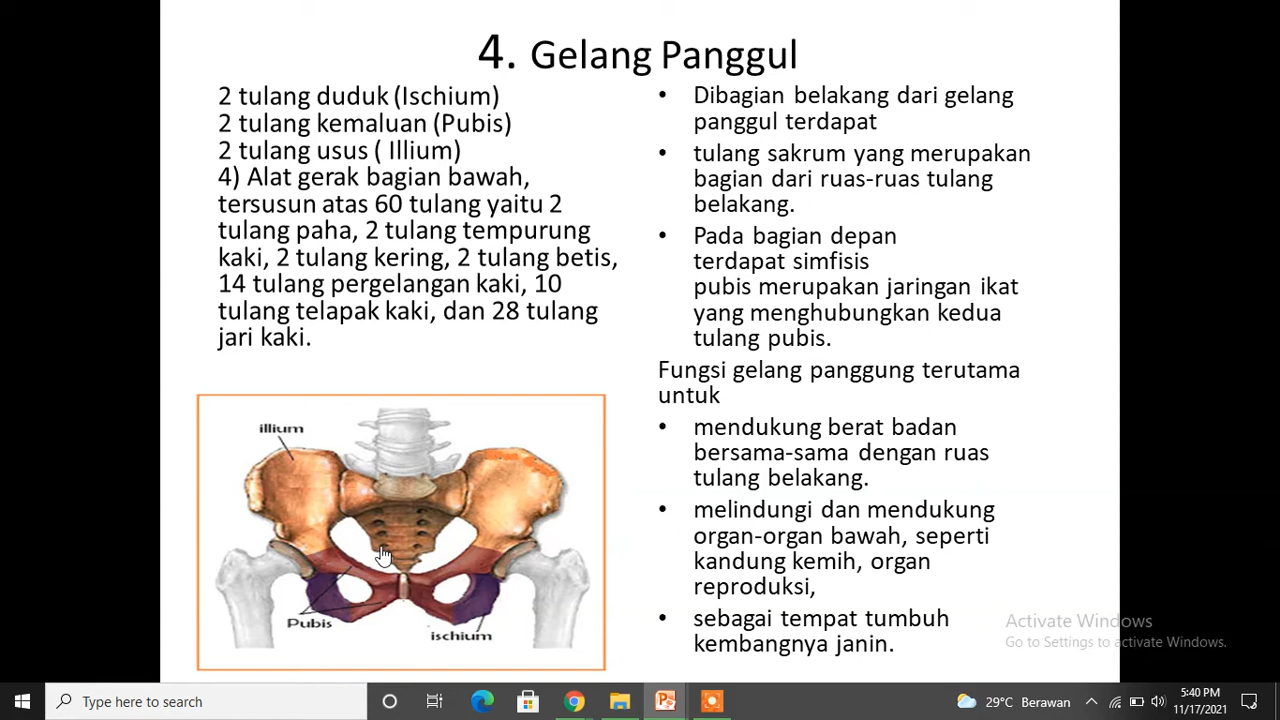 4. Gelang Panggul
2 tulang duduk (Ischium)
2 tulang kemaluan (Pubis)
2 tulang usus ( Illium)
4) Alat gerak bagian bawah,
tersusun atas 60 tulang yaitu 2
tulang paha, 2 tulang tempurung
kaki, 2 tulang kering, 2 tulang betis,
14 tulang pergelangan kaki, 10
tulang telapak kaki, dan 28 tulang
jari kaki.
illium
Pubis
ischium
• Dibagian belakang dari gelang
panggul terdapat
• tulang sakrum yang merupakan
bagian dari ruas-ruas tulang
belakang.
• Pada bagian depan
terdapat simfisis
pubis merupakan jaringan ikat
yang menghubungkan kedua
tulang pubis.
Fungsi gelang panggung terutama
untuk
• mendukung berat badan
bersama-sama dengan ruas
tulang belakang.
• melindungi dan mendukung
organ-organ bawah, seperti
kandung kemih, organ
reproduksi,
• sebagai tempat tumbuh
kembangnya janin.
Activate Windows
Go to Settings to activate Windows.
Type here to search
29°C Berawan
5:40 PM
11/17/2021